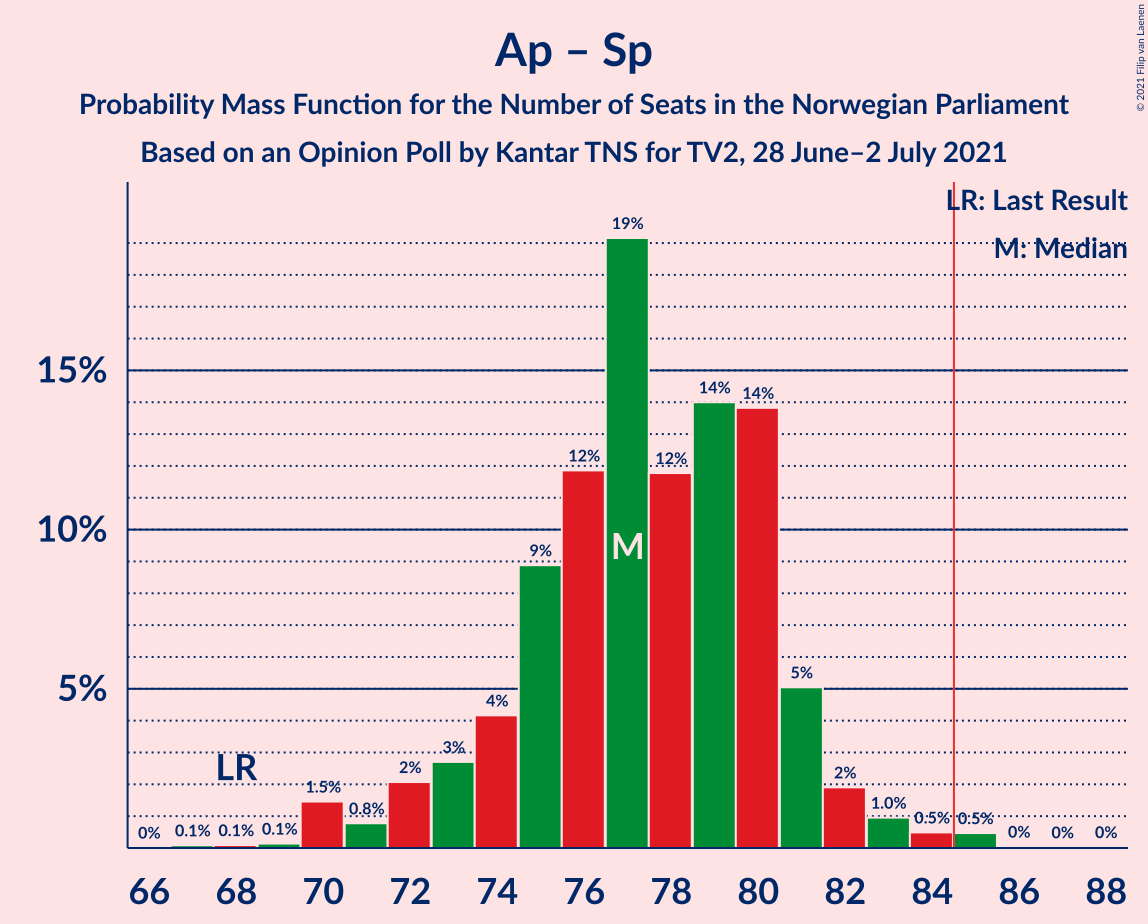 Ap – Sp
Probability Mass Function for the Number of Seats in the Norwegian Parliament
Based on an Opinion Poll by Kantar TNS for TV2, 28 June–2 July 2021
© 2021 Filip van Laenen
LR: Last Result
M: Median
15%
10%
5%
LR
M
0% 0.1% 0.1% 0.1% 1.5% 0.8% 2% 3% 4% 9% 12% 19% 12% 14% 14% 5% 2% 1.0% 0.5% 0.5% 0% 0% 0%
66 68 70 72 74 76 78 80 82 84 86 88